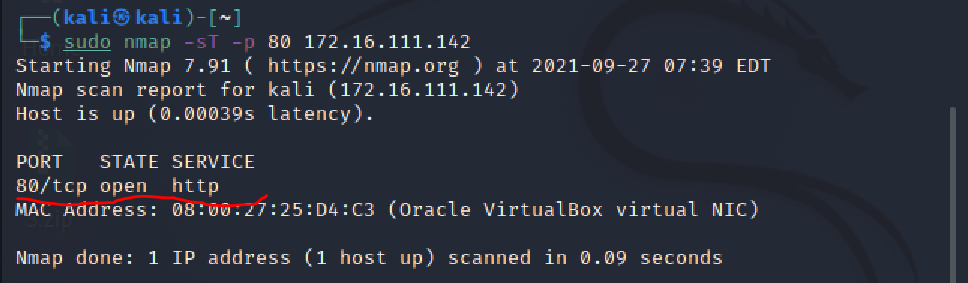 ┌──(kali㉿kali)-[~]
└─$ sudo nmap -sT -p 80 172.16.111.142
Starting Nmap 7.91 ( https://nmap.org ) at 2021-09-27 07:39 EDT
Nmap scan report for kali (172.16.111.142)
Host is up (0.00039s latency).
PORT   STATE SERVICE
80/tcp open  http
MAC Address: 08:00:27:25:D4:C3 (Oracle VirtualBox virtual NIC)
Nmap done: 1 IP address (1 host up) scanned in 0.09 seconds